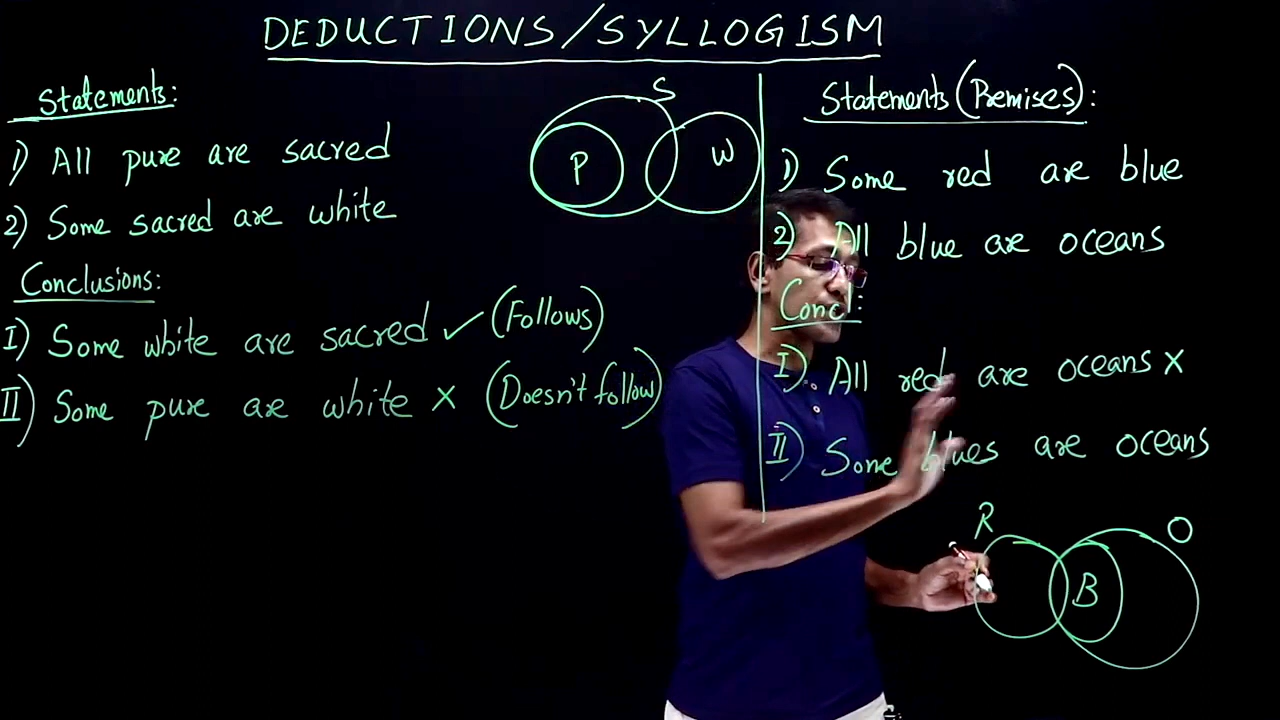 DEDUCTIONS/SYLLOGISM
Statements:
1) All pure are sacred
2) Some sacred are white
Conclusions:
I) Some white are sacred ✓ (Follows)
II) Some pure are white X (Doesn't follow)
S
P
W
Statements (Premises):
1) Some red are blue
2) All blue are oceans
Concl:
I) All red are oceans X
II) Some blues are oceans
R
B
O